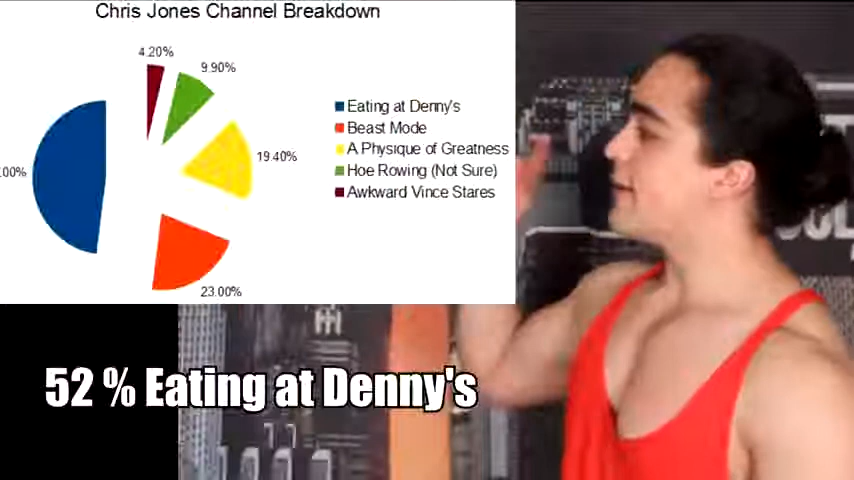 Chris Jones Channel Breakdown
4.20%
9.90%
Eating at Denny's
Beast Mode
A Physique of Greatness
19.40%
.00%
Hoe Rowing (Not Sure)
Awkward Vince Stares
23.00%
52 % Eating at Denny's